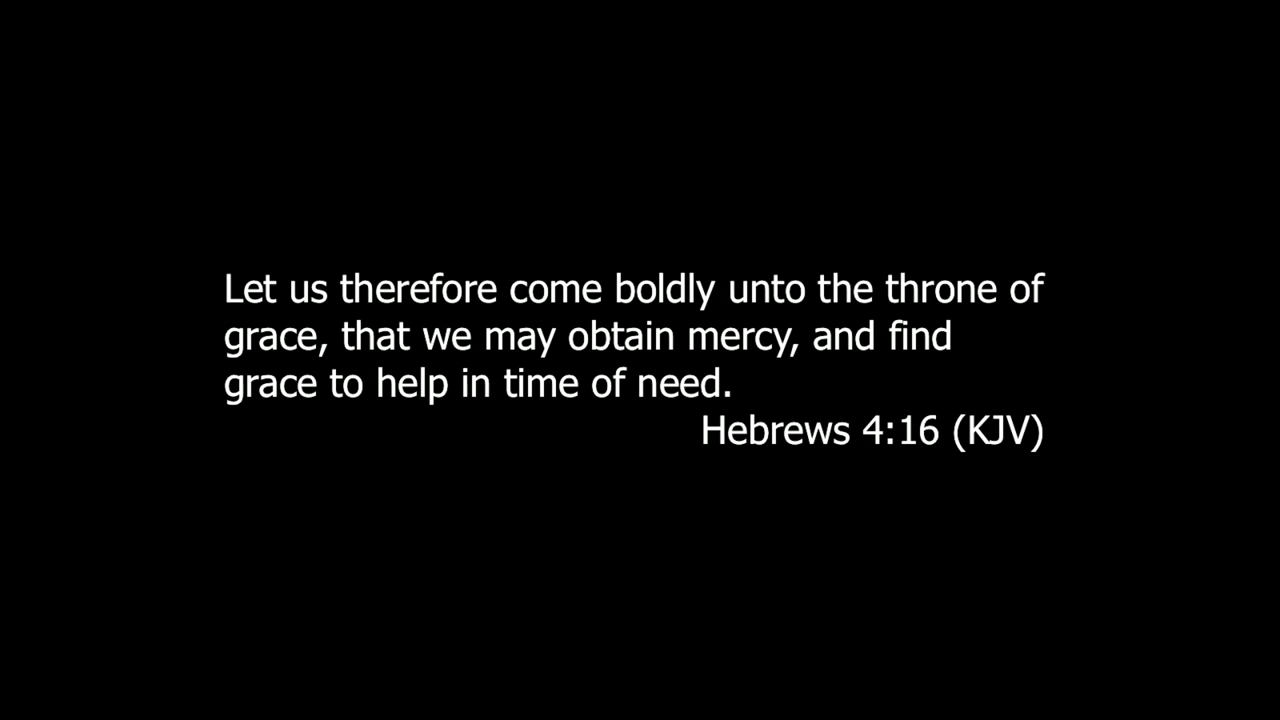 Let us therefore come boldly unto the throne of
grace, that we may obtain mercy, and find
grace to help in time of need.
Hebrews 4:16 (KJV)